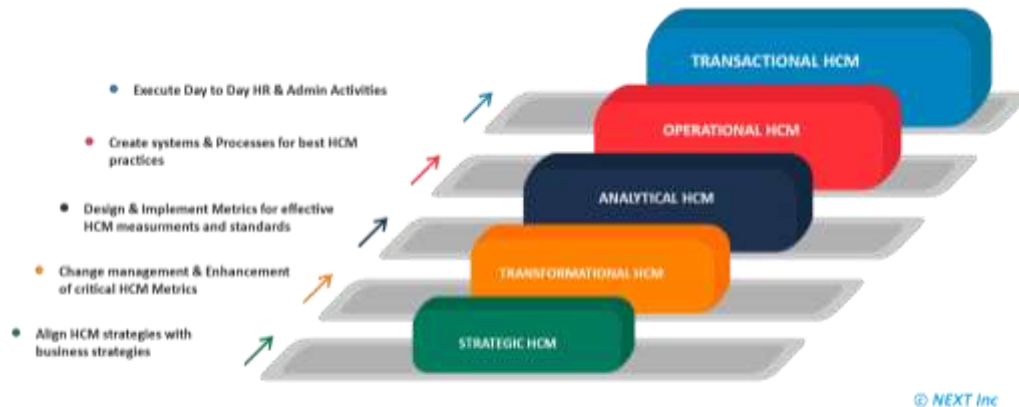 TRANSACTIONAL HCM
Execute Day to Day HR & Admin Activities
OPERATIONAL HCM
Create systems & Processes for best HCM
practices
ANALYTICAL HCM
Design & Implement Metrics for effective
HCM measurments and standards
TRANSFORMATIONAL HCM
Change management & Enhancement
of critical HCM Metrics
STRATEGIC HCM
Align HCM strategies with
business strategies
© NEXT Inc